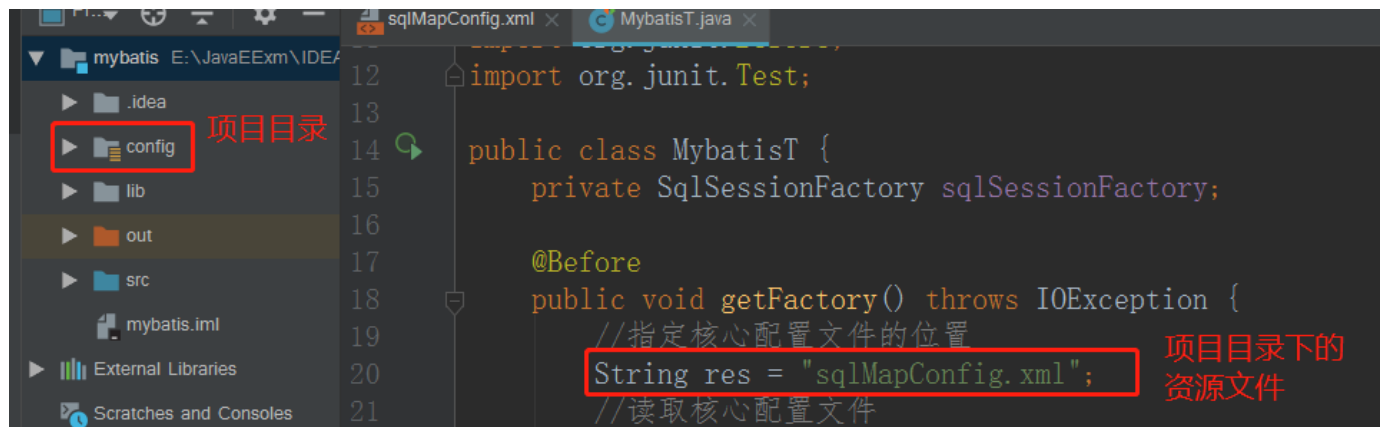 sqlMapConfig.xml
MybatisT.java
mybatis E:\JavaEExm\IDEA
.idea
config
lib
out
src
mybatis.iml
External Libraries
Scratches and Consoles
项目目录
12 import org.junit.Test;
13
14 public class MybatisT {
15 private SqlSessionFactory sqlSessionFactory;
16
17 @Before
18 public void getFactory() throws IOException {
19 //指定核心配置文件的位置
20 String res = "sqlMapConfig.xml";
21 //读取核心配置文件
项目目录下的
资源文件